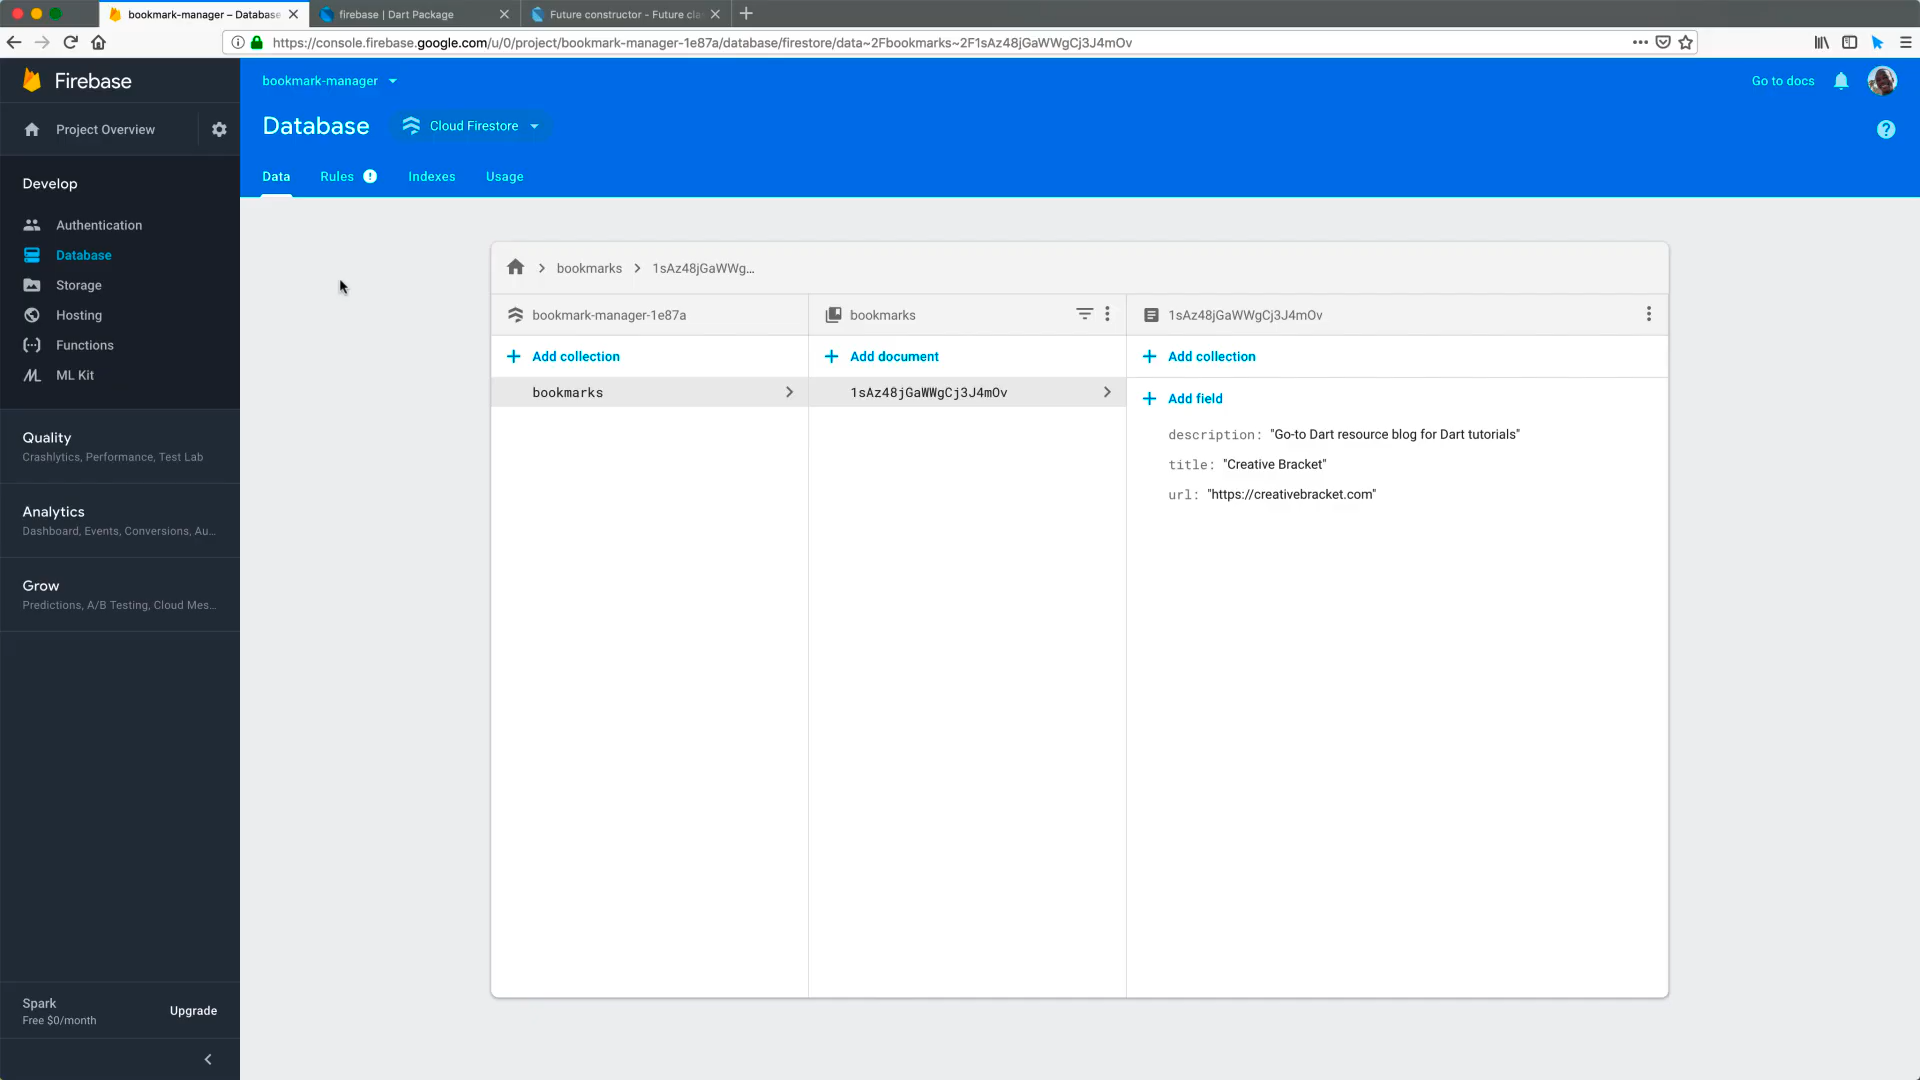 bookmark-manager – Database
firebase | Dart Package
Future constructor - Future cla
https://console.firebase.google.com/u/0/project/bookmark-manager-1e87a/database/firestore/data~2Fbookmarks~2F1sAz48jGaWWgCj3J4mOv
Firebase
bookmark-manager
Go to docs
Project Overview
Database
Cloud Firestore
Data
Rules
Indexes
Usage
Develop
Authentication
Database
Storage
Hosting
Functions
ML Kit
Quality
Crashlytics, Performance, Test Lab
Analytics
Dashboard, Events, Conversions, Au...
Grow
Predictions, A/B Testing, Cloud Mes...
Spark
Free $0/month
Upgrade
bookmarks
1sAz48jGaWWg...
bookmark-manager-1e87a
bookmarks
1sAz48jGaWWgCj3J4mOv
Add collection
Add document
Add collection
bookmarks
1sAz48jGaWWgCj3J4mOv
Add field
description: "Go-to Dart resource blog for Dart tutorials"
title: "Creative Bracket"
url: "https://creativebracket.com"